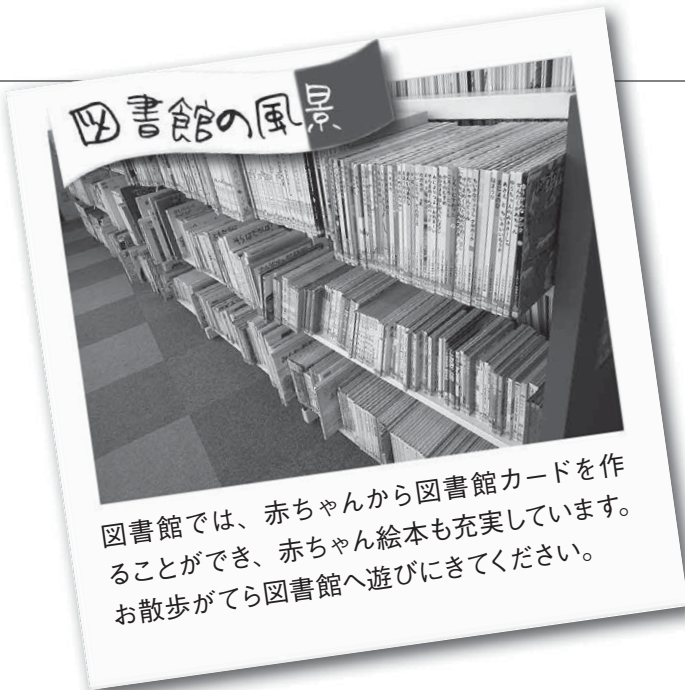 図書館の風景
図書館では、赤ちゃんから図書館カードを作
ることができ、赤ちゃん絵本も充実しています。
お散歩がてら図書館へ遊びにきてください。